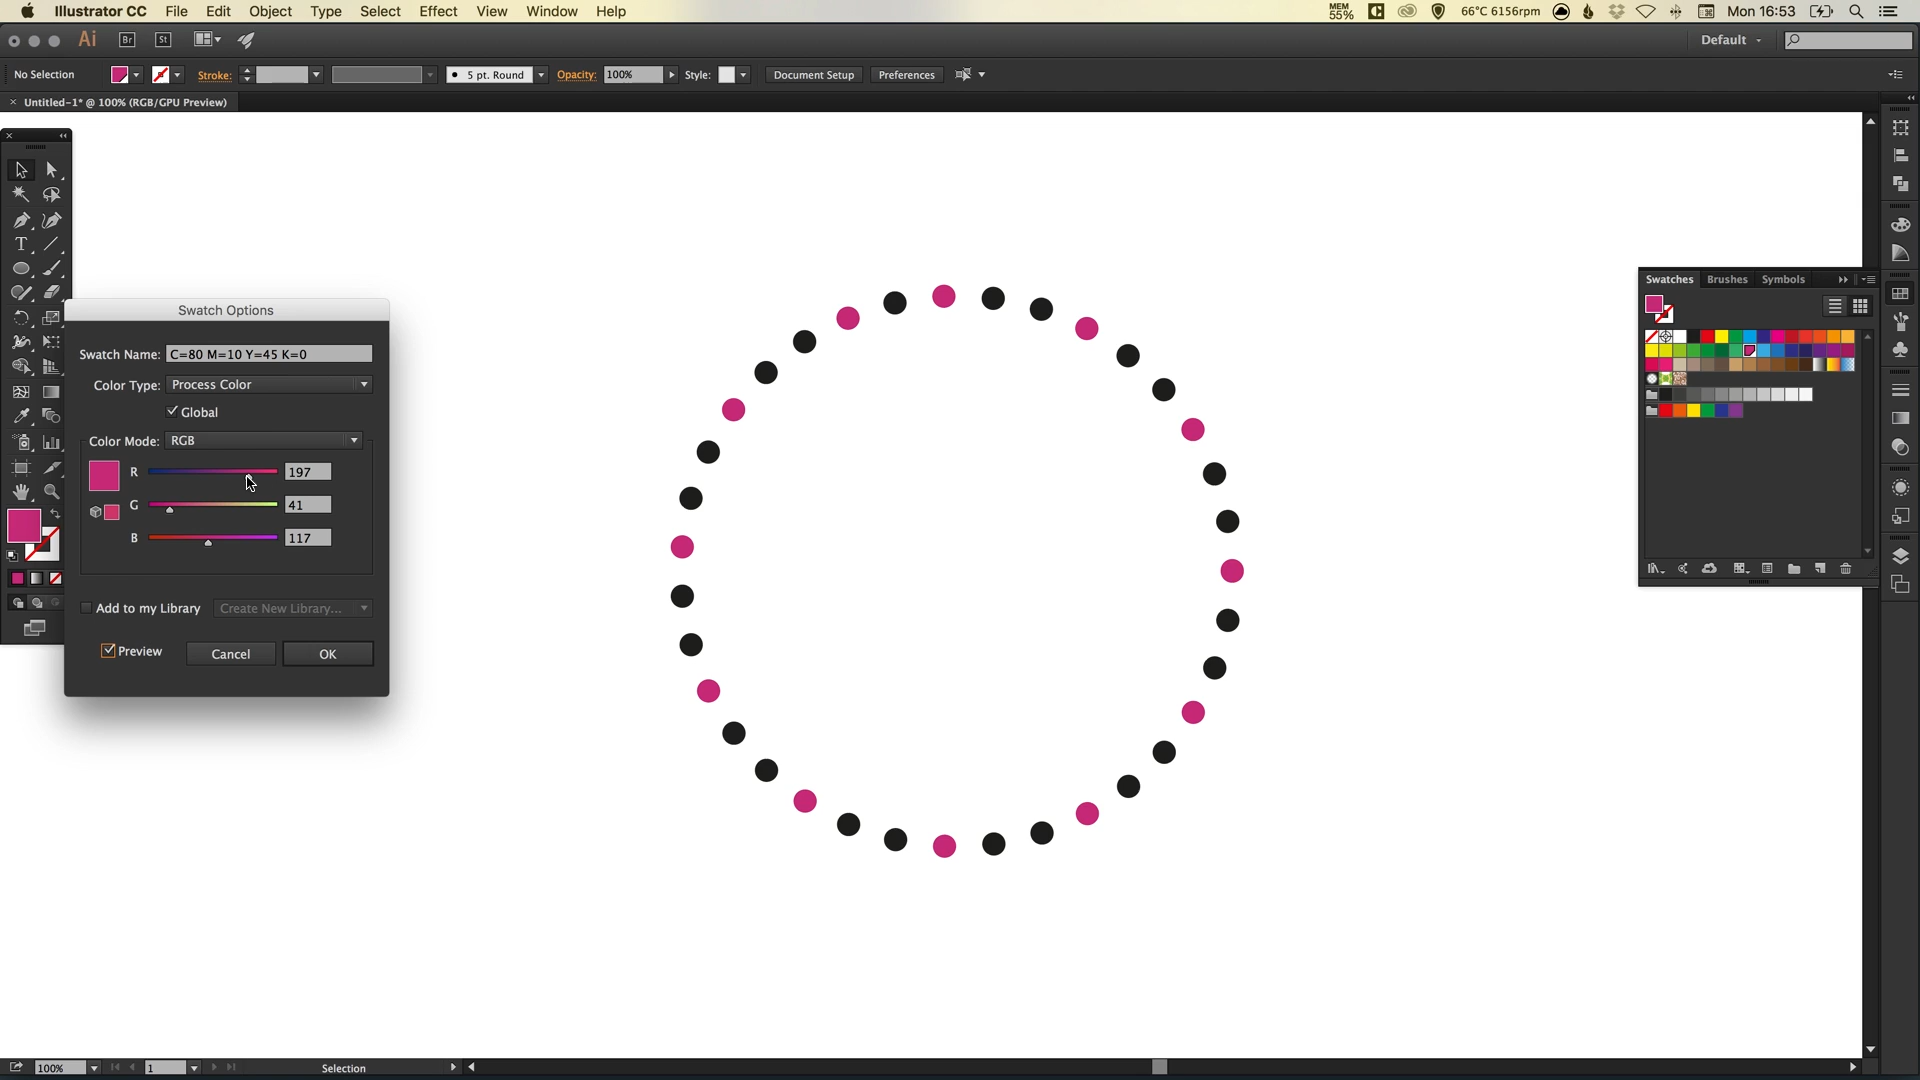 Illustrator CC File Edit Object Type Select Effect View Window Help MEM 55% 66°C 6156rpm Mon 16:53
Ai Br St Default
No Selection Stroke: 5 pt. Round Opacity: 100% Style: Document Setup Preferences
Untitled-1* @ 100% (RGB/GPU Preview)
Swatches Brushes Symbols
Swatch Options
Swatch Name: C=80 M=10 Y=45 K=0
Color Type: Process Color
Global
Color Mode: RGB
R 197
G 41
B 117
Add to my Library Create New Library...
Preview Cancel OK
100% 1 Selection